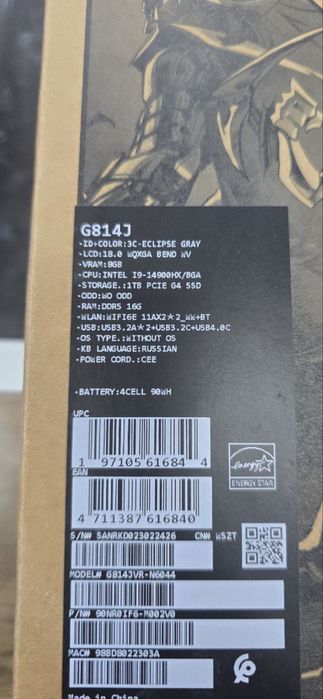 G814J
·ID+COLOR:3C-ECLIPSE GRAY
·LCD:18.0 WQXGA BEND WV
·VRAM:8GB
·CPU:INTEL I9-14900HX/BGA
·STORAGE.:1TB PCIE G4 SSD
·ODD:WO ODD
·RAM:DDR5 16G
·WLAN:WIFI6E 11AX2*2_WW+BT
·USB:USB3.2A*2+USB3.2C+USB4.0C
·OS TYPE.:WITHOUT OS
·KB LANGUAGE:RUSSIAN
·POWER CORD.:CEE
·BATTERY:4CELL 90WH
UPC
1 97105 61684 4
EAN
4 711387 616840
energy
ENERGY STAR
S/N# SANRKD023022426 CN# WSZT
MODEL# G814JVR-N6044
P/N# 90NR0IF6-M002V0
MAC# 98BD8022303A
Made in China